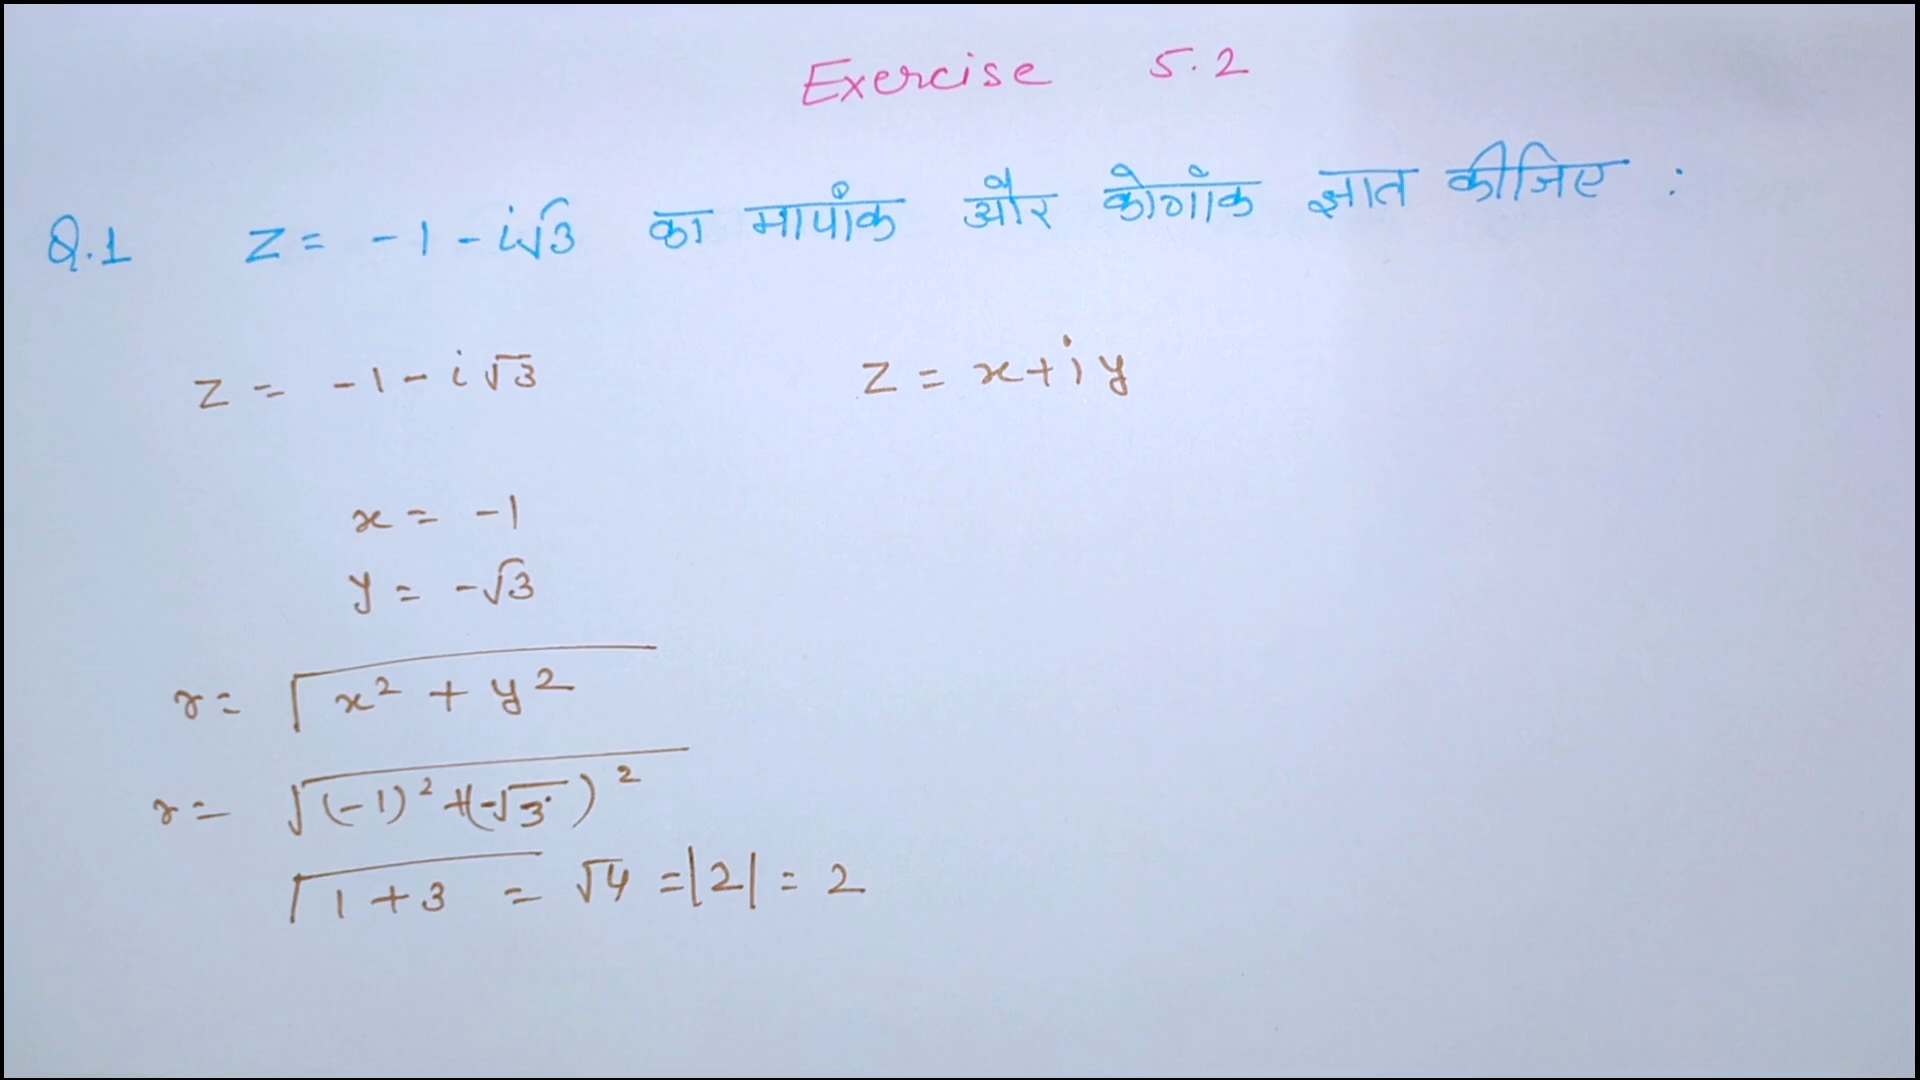 Exercise 5.2
Q.1 z = -1 - i√3 का मापांक और कोणांक ज्ञात कीजिए :
z = -1 - i√3 z = x + iy
x = -1
y = -√3
r = √x² + y²
r = √(-1)² + (-√3)²
√1 + 3 = √4 = |2| = 2